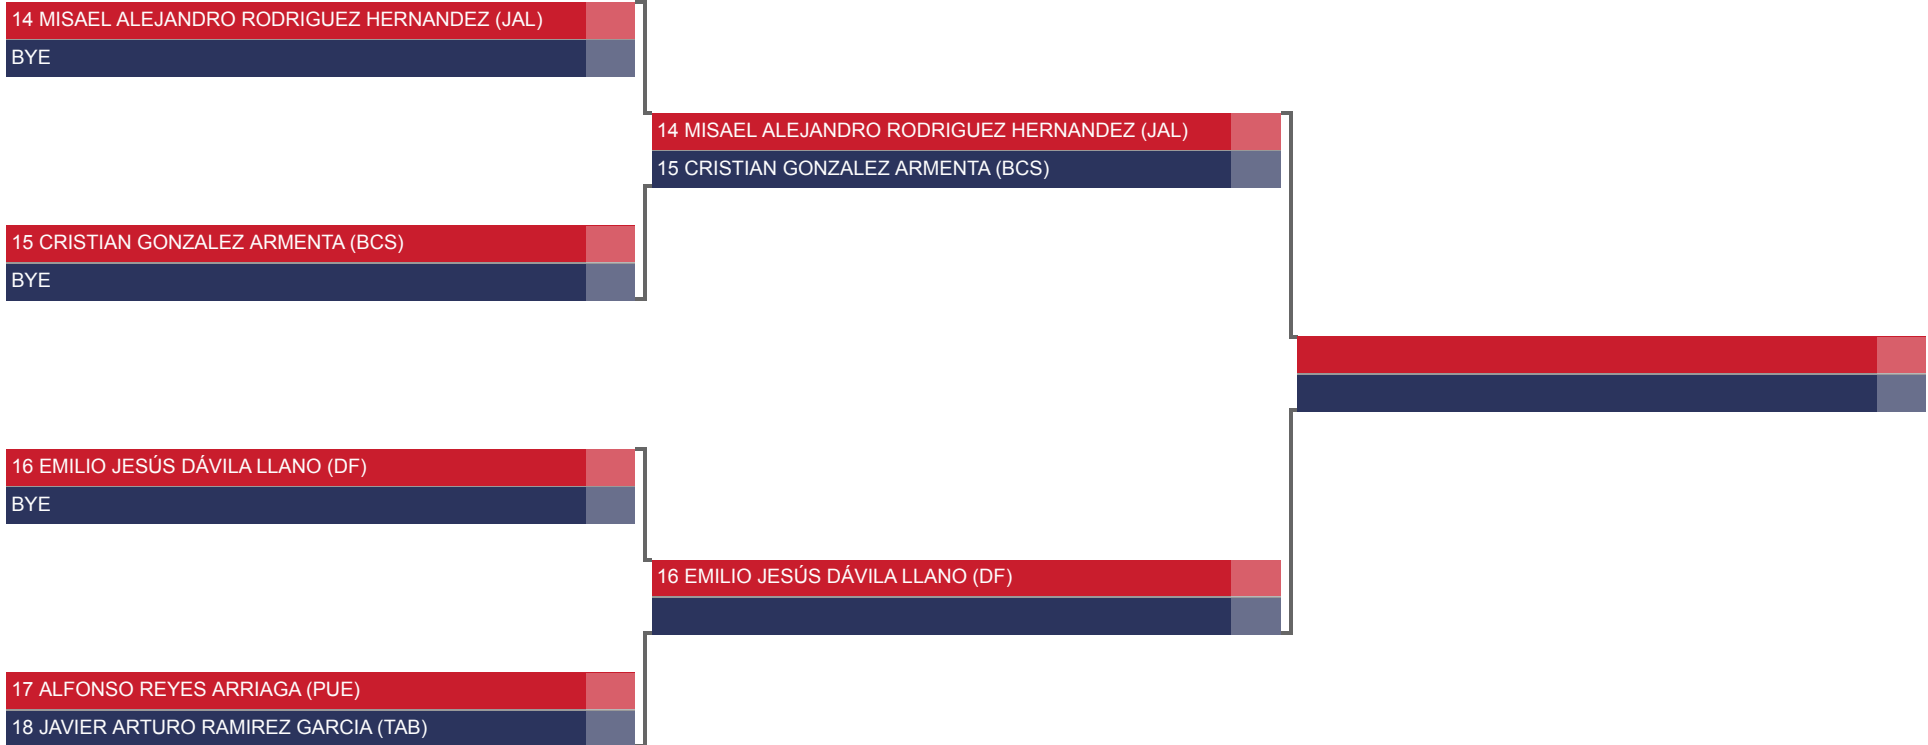 14 MISAEL ALEJANDRO RODRIGUEZ HERNANDEZ (JAL)
BYE
14 MISAEL ALEJANDRO RODRIGUEZ HERNANDEZ (JAL)
15 CRISTIAN GONZALEZ ARMENTA (BCS)
15 CRISTIAN GONZALEZ ARMENTA (BCS)
BYE
16 EMILIO JESÚS DÁVILA LLANO (DF)
BYE
16 EMILIO JESÚS DÁVILA LLANO (DF)
17 ALFONSO REYES ARRIAGA (PUE)
18 JAVIER ARTURO RAMIREZ GARCIA (TAB)